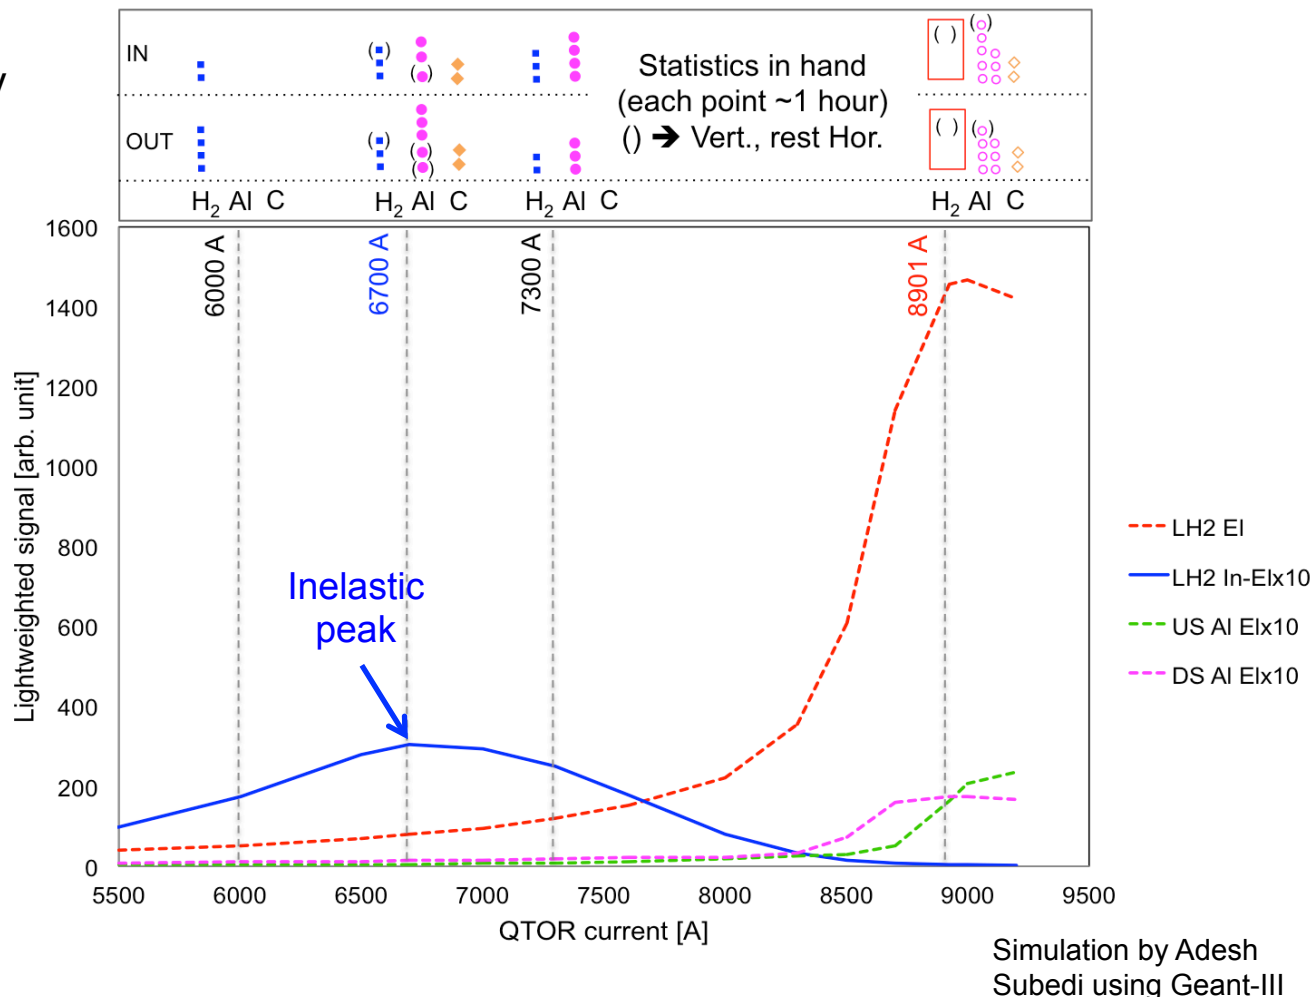 y
IN
Statistics in hand
(each point ~1 hour)
() ➔ Vert., rest Hor.
( )
( )
( )
( )
OUT
( )
( )
( )
( )
( )
H2 Al C
H2 Al C
H2 Al C
H2 Al C
1600
1400
1200
1000
800
600
400
200
0
Lightweighted signal [arb. unit]
6000 A
6700 A
7300 A
8901 A
Inelastic
peak
LH2 El
LH2 In-Elx10
US Al Elx10
DS Al Elx10
5500 6000 6500 7000 7500 8000 8500 9000 9500
QTOR current [A]
Simulation by Adesh
Subedi using Geant-III